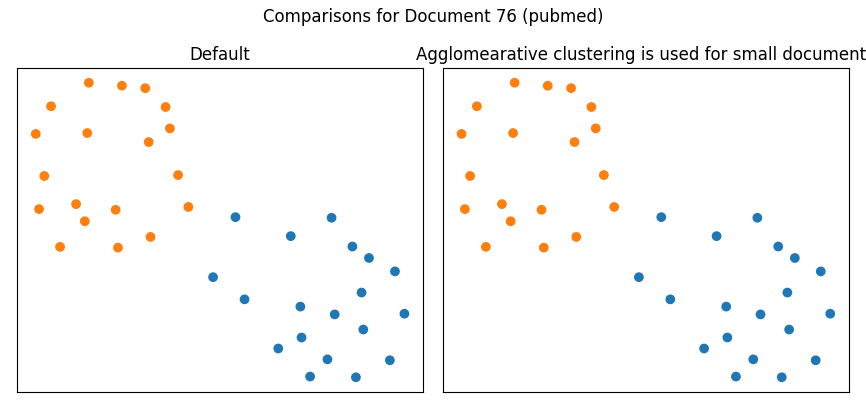 Comparisons for Document 76 (pubmed)
Default
Agglomearative clustering is used for small document